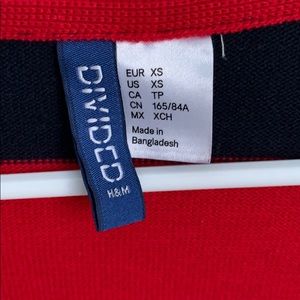 DIVIDED
H&M
EUR XS
US XS
CA TP
CN 165/84A
MX XCH
Made in
Bangladesh